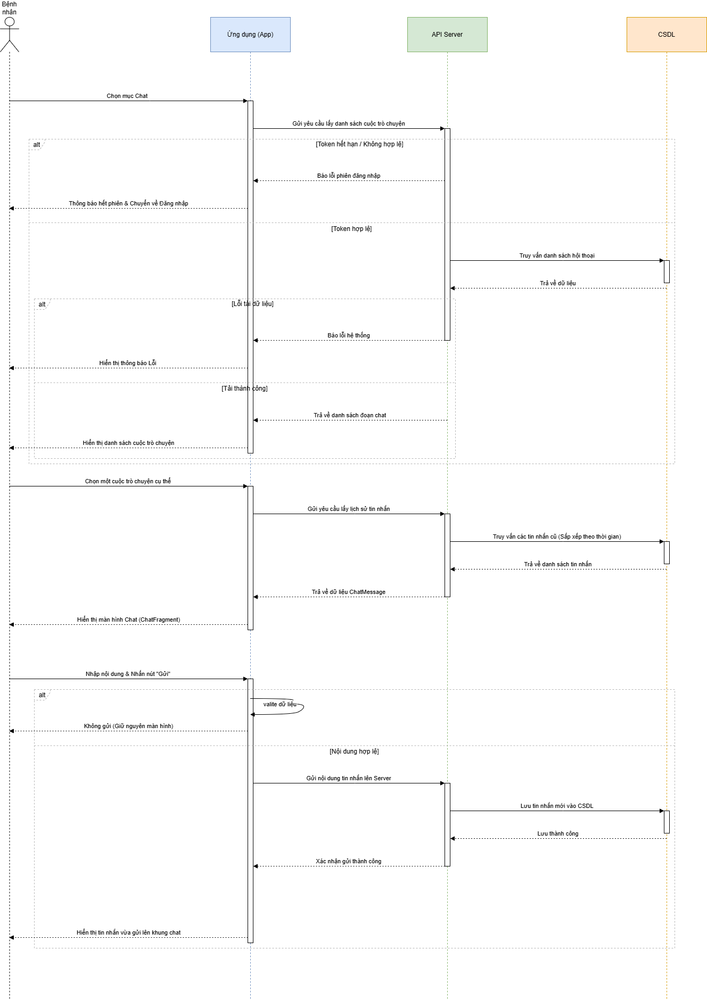 Bệnh
nhân
Ứng dụng (App)
API Server
CSDL
Chọn mục Chat
Gửi yêu cầu lấy danh sách cuộc trò chuyện
alt
[Token hết hạn / Không hợp lệ]
Báo lỗi phiên đăng nhập
Thông báo hết phiên & Chuyển về Đăng nhập
[Token hợp lệ]
Truy vấn danh sách hội thoại
Trả về dữ liệu
alt
[Lỗi tải dữ liệu]
Báo lỗi hệ thống
Hiển thị thông báo Lỗi
[Tải thành công]
Trả về danh sách đoạn chat
Hiển thị danh sách cuộc trò chuyện
Chọn một cuộc trò chuyện cụ thể
Gửi yêu cầu lấy lịch sử tin nhắn
Truy vấn các tin nhắn cũ (Sắp xếp theo thời gian)
Trả về danh sách tin nhắn
Trả về dữ liệu ChatMessage
Hiển thị màn hình Chat (ChatFragment)
Nhập nội dung & Nhấn nút "Gửi"
alt
valite dữ liệu
Không gửi (Giữ nguyên màn hình)
[Nội dung hợp lệ]
Gửi nội dung tin nhắn lên Server
Lưu tin nhắn mới vào CSDL
Lưu thành công
Xác nhận gửi thành công
Hiển thị tin nhắn vừa gửi lên khung chat